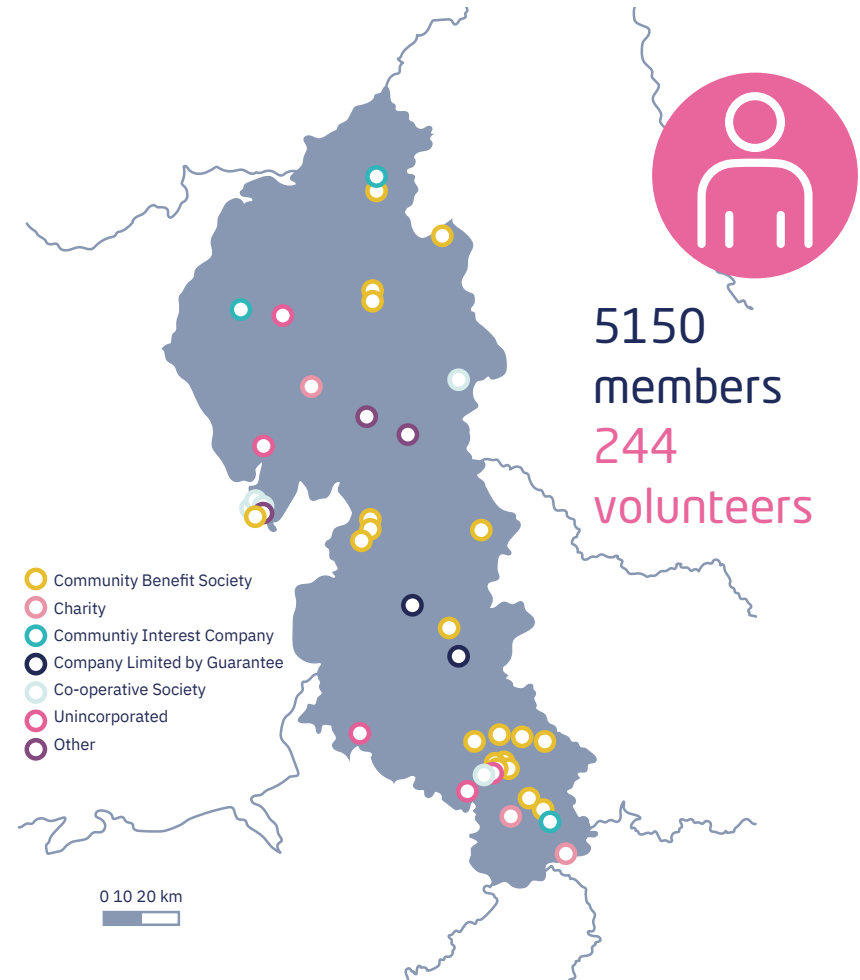 5150
members
244
volunteers
Community Benefit Society
Charity
Communtiy Interest Company
Company Limited by Guarantee
Co-operative Society
Unincorporated
Other
0 10 20 km